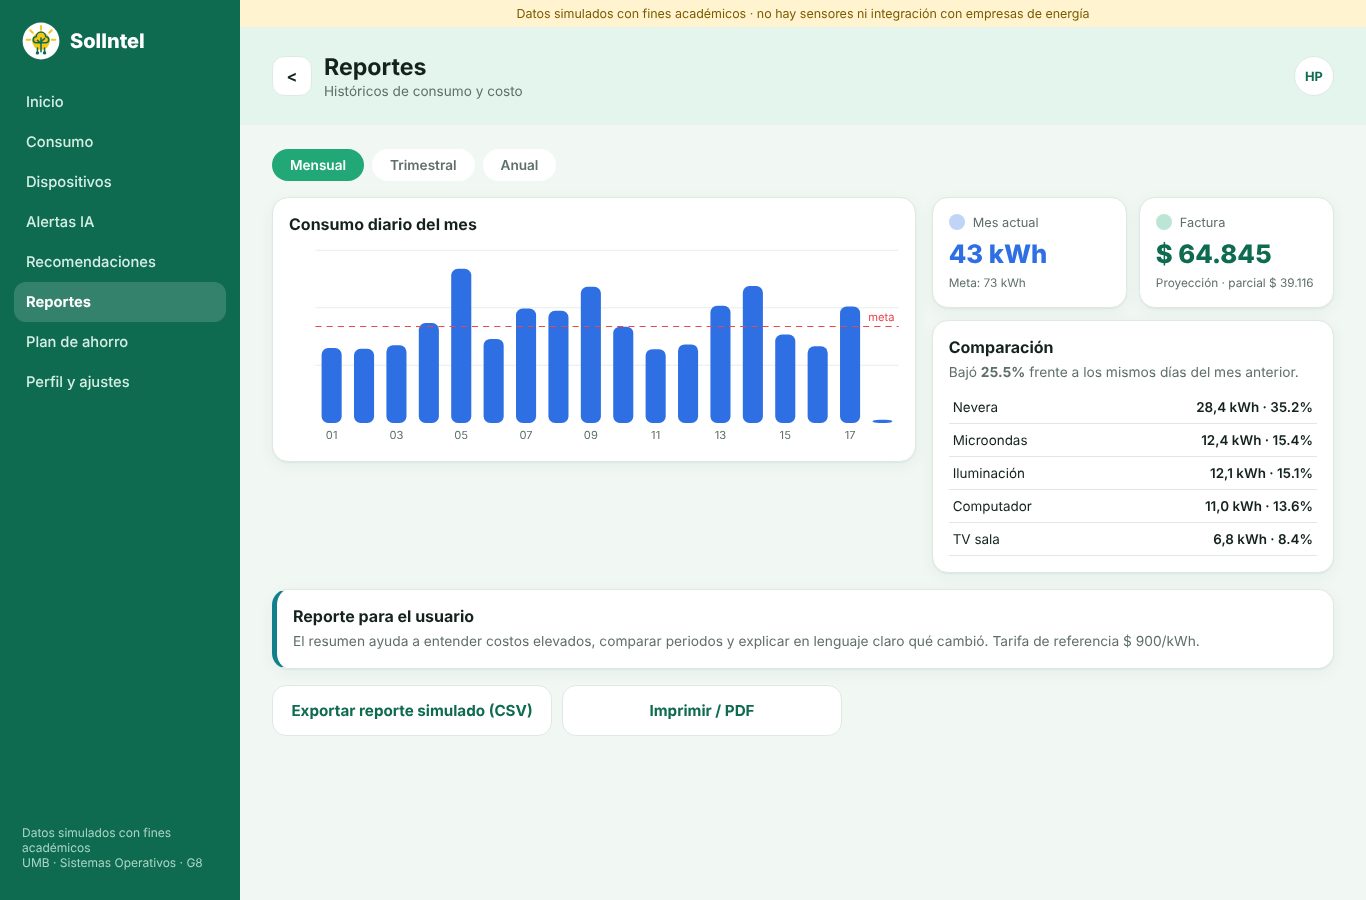 Datos simulados con fines académicos · no hay sensores ni integración con empresas de energía
SolIntel
Inicio
Consumo
Dispositivos
Alertas IA
Recomendaciones
Reportes
Plan de ahorro
Perfil y ajustes
Datos simulados con fines
académicos
UMB · Sistemas Operativos · G8
<
Reportes
Históricos de consumo y costo
HP
Mensual
Trimestral
Anual
Consumo diario del mes
meta
01
03
05
07
09
11
13
15
17
Mes actual
43 kWh
Meta: 73 kWh
Factura
$ 64.845
Proyección · parcial $ 39.116
Comparación
Bajó 25.5% frente a los mismos días del mes anterior.
Nevera 28,4 kWh · 35.2%
Microondas 12,4 kWh · 15.4%
Iluminación 12,1 kWh · 15.1%
Computador 11,0 kWh · 13.6%
TV sala 6,8 kWh · 8.4%
Reporte para el usuario
El resumen ayuda a entender costos elevados, comparar periodos y explicar en lenguaje claro qué cambió. Tarifa de referencia $ 900/kWh.
Exportar reporte simulado (CSV)
Imprimir / PDF